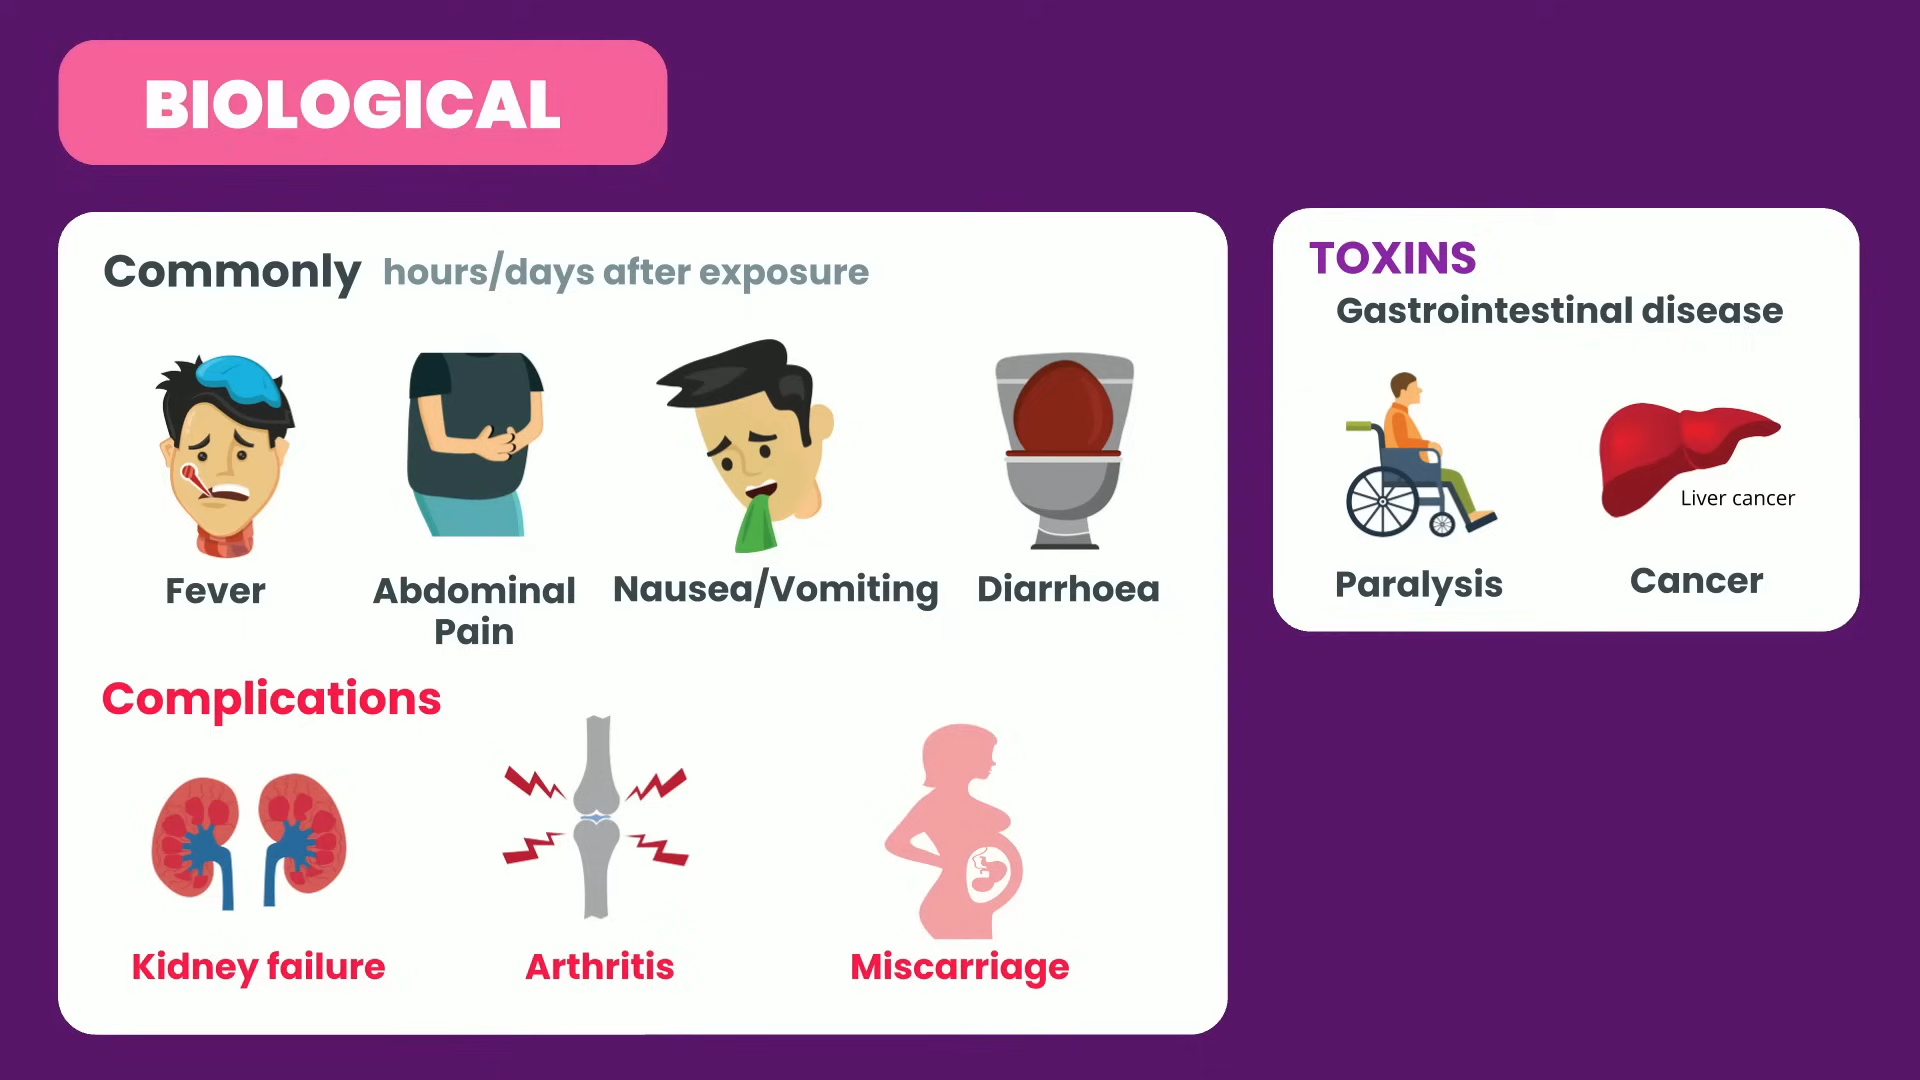 BIOLOGICAL
Commonly hours/days after exposure
Fever
Abdominal
Pain
Nausea/Vomiting
Diarrhoea
Complications
Kidney failure
Arthritis
Miscarriage
TOXINS
Gastrointestinal disease
Liver cancer
Paralysis
Cancer